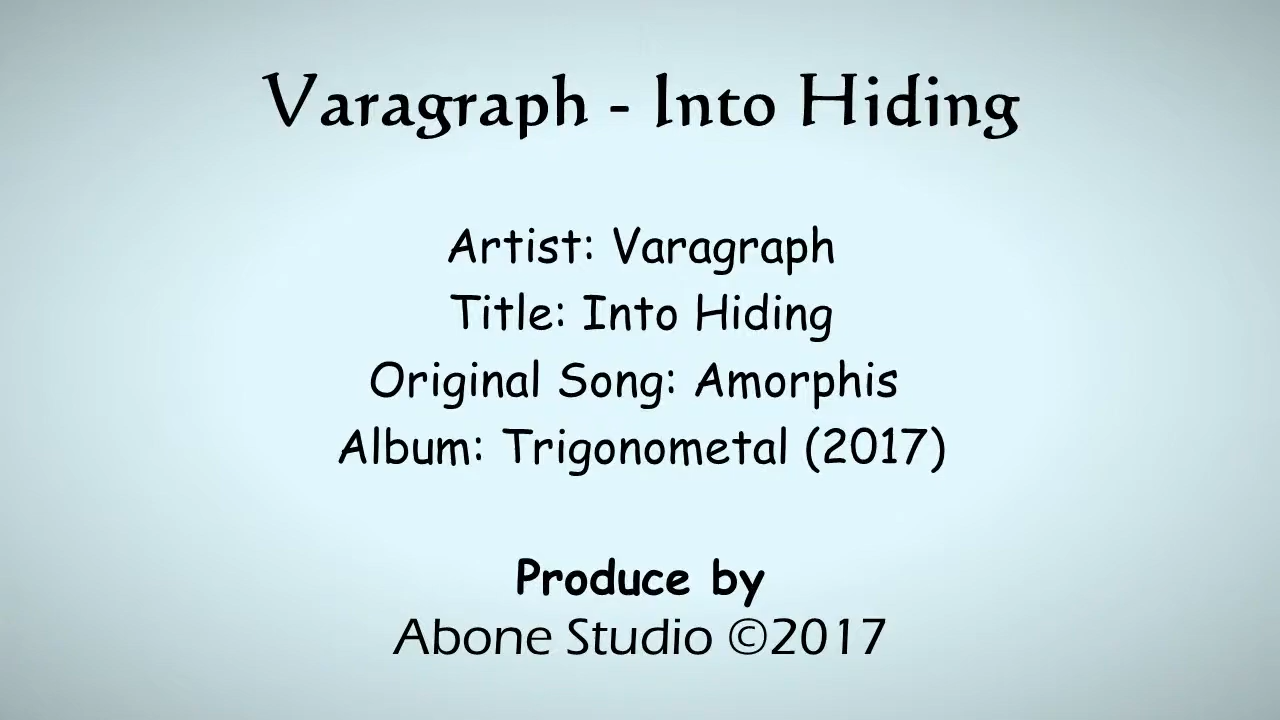 Varagraph - Into Hiding
Artist: Varagraph
Title: Into Hiding
Original Song: Amorphis
Album: Trigonometal (2017)
Produce by
Abone Studio ©2017